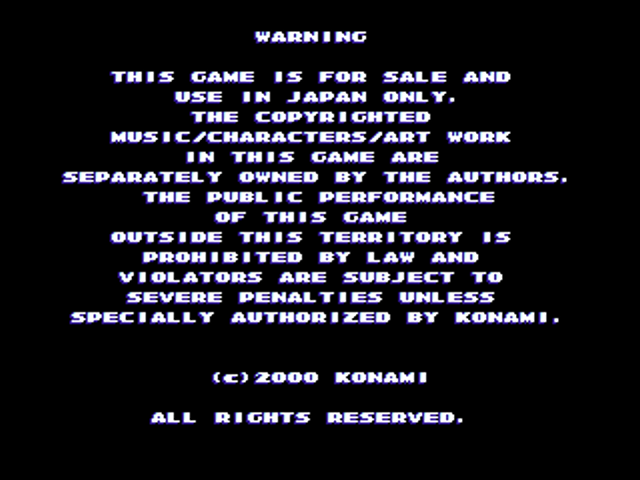 WARNING
THIS GAME IS FOR SALE AND
USE IN JAPAN ONLY.
THE COPYRIGHTED
MUSIC/CHARACTERS/ART WORK
IN THIS GAME ARE
SEPARATELY OWNED BY THE AUTHORS.
THE PUBLIC PERFORMANCE
OF THIS GAME
OUTSIDE THIS TERRITORY IS
PROHIBITED BY LAW AND
VIOLATORS ARE SUBJECT TO
SEVERE PENALTIES UNLESS
SPECIALLY AUTHORIZED BY KONAMI.
(c)2000 KONAMI
ALL RIGHTS RESERVED.